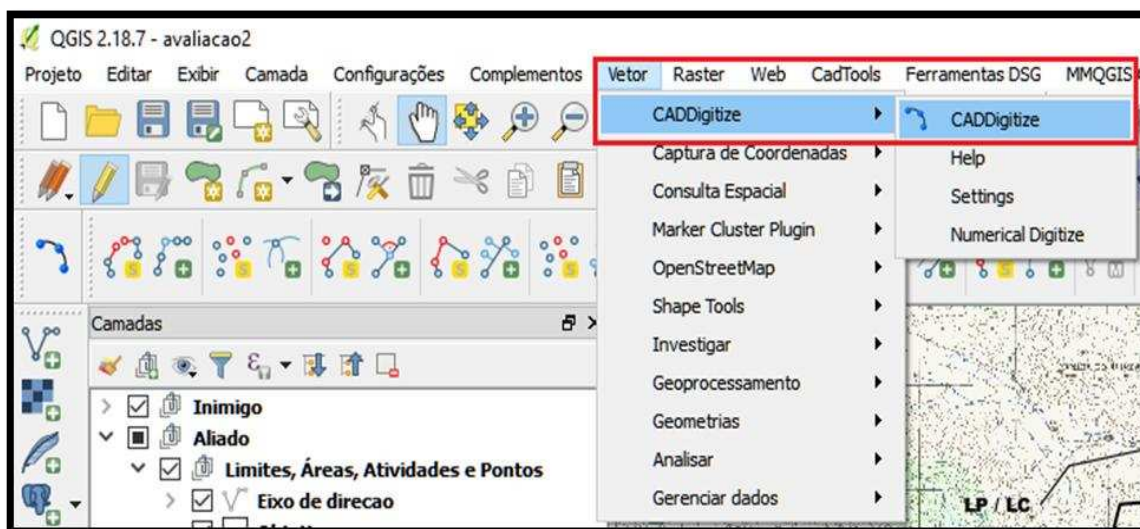 QGIS 2.18.7 - avaliacao2
Projeto Editar Exibir Camada Configurações Complementos Vetor Raster Web CadTools Ferramentas DSG MMQGIS
CADDigitize CADDigitize
Captura de Coordenadas Help
Consulta Espacial Settings
Marker Cluster Plugin Numerical Digitize
OpenStreetMap
Camadas Shape Tools
Investigar
Geoprocessamento
Inimigo
Geometrias
Aliado
Analisar
Limites, Áreas, Atividades e Pontos
Gerenciar dados
Eixo de direcao
LP / LC